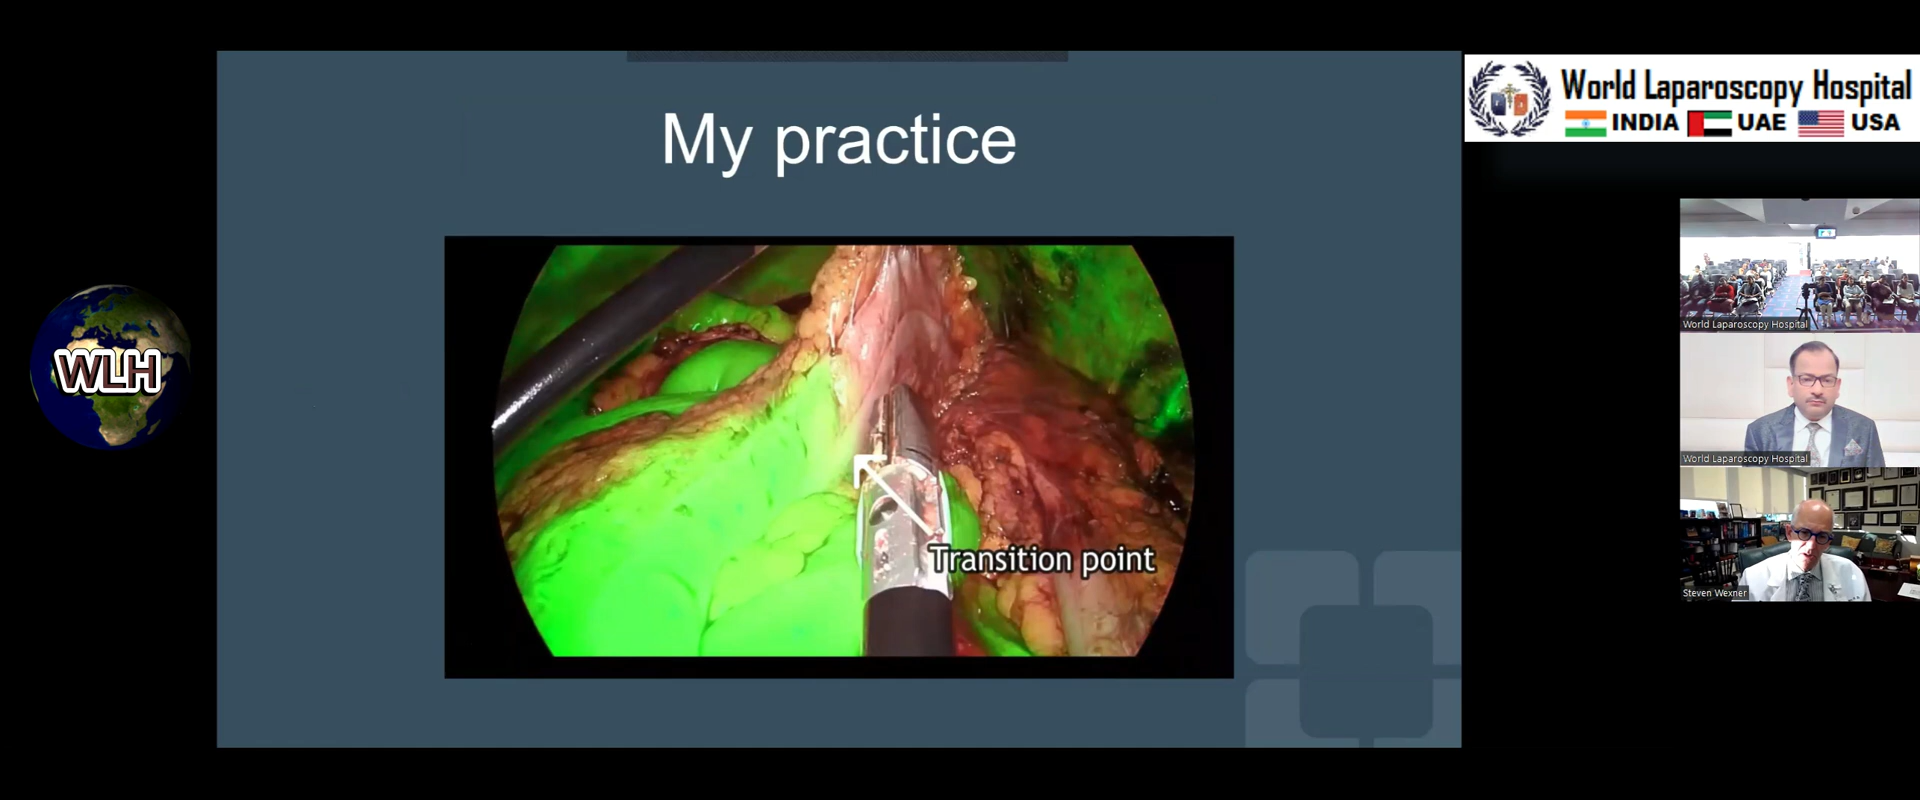 My practice
World Laparoscopy Hospital
INDIA UAE USA
WLH
Transition point
World Laparoscopy Hospital
World Laparoscopy Hospital
Steven Wexner